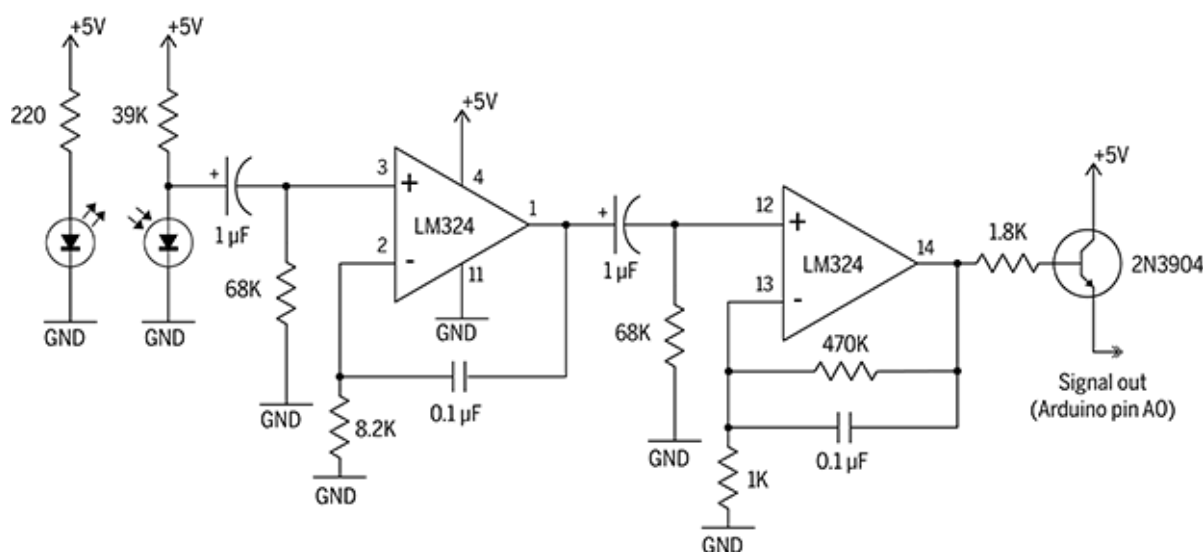 +5V
220
GND
+5V
39K
GND
+
1 µF
68K
GND
+5V
3
+
4
LM324
1
2
-
11
GND
0.1 µF
8.2K
GND
+
1 µF
68K
GND
12
+
LM324
14
13
-
470K
0.1 µF
1K
GND
1.8K
+5V
2N3904
Signal out
(Arduino pin A0)